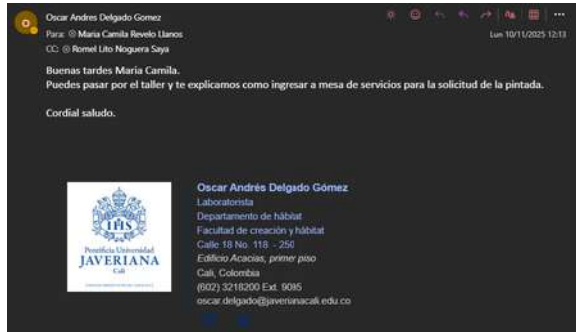 Oscar Andres Delgado Gomez
Para: Maria Camila Revelo Llanos
CC: Romel Lito Noguera Saya
Lun 10/11/2025 12:13
Buenas tardes Maria Camila.
Puedes pasar por el taller y te explicamos como ingresar a mesa de servicios para la solicitud de la pintada.
Cordial saludo.
IHS
Pontificia Universidad
JAVERIANA
Cali
Oscar Andrés Delgado Gómez
Laboratorista
Departamento de hábitat
Facultad de creación y hábitat
Calle 18 No. 118 - 250
Edificio Acacias, primer piso
Cali, Colombia
(602) 3218200 Ext. 9085
oscar.delgado@javerianacali.edu.co